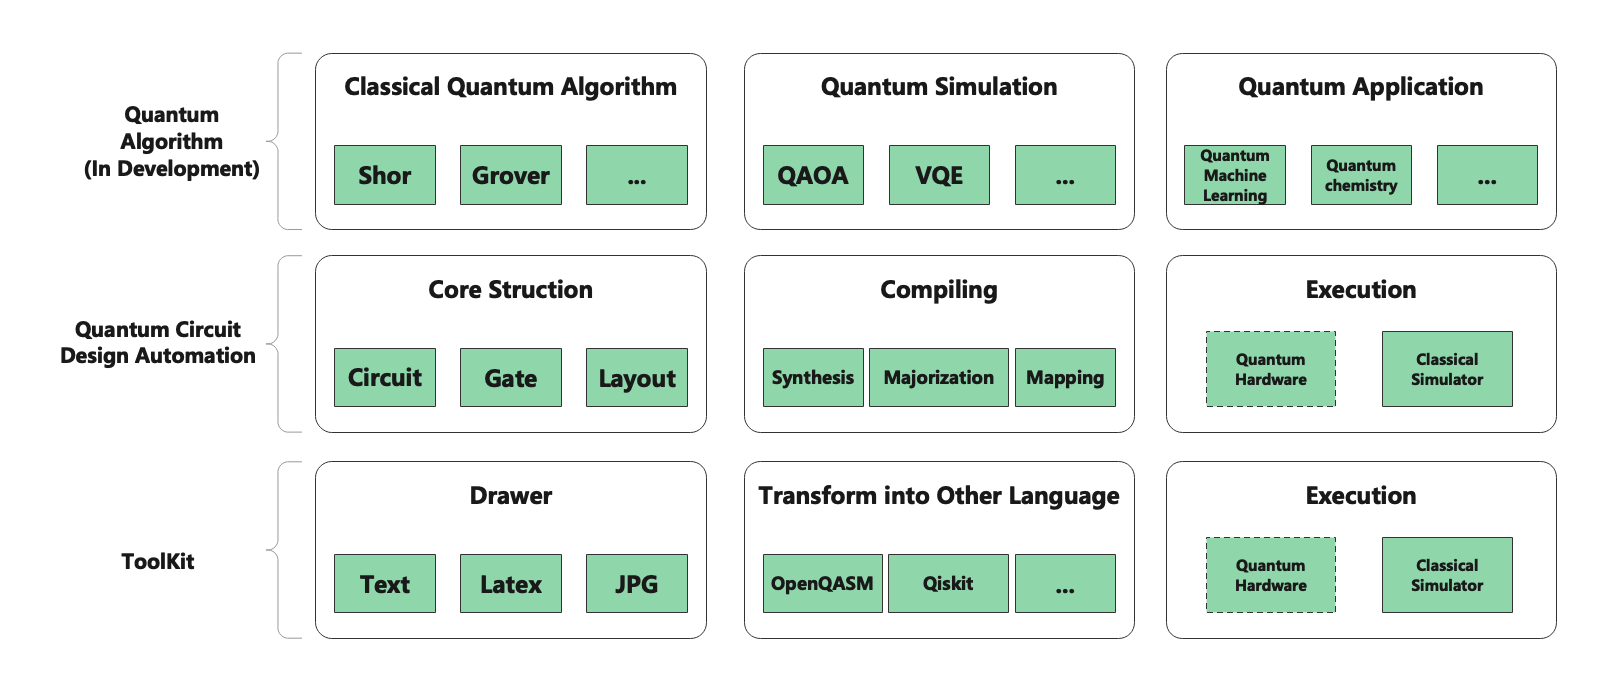 Quantum
Algorithm
(In Development)
Classical Quantum Algorithm
Shor
Grover
...
Quantum Simulation
QAOA
VQE
...
Quantum Application
Quantum
Machine
Learning
Quantum
chemistry
...
Quantum Circuit
Design Automation
Core Struction
Circuit
Gate
Layout
Compiling
Synthesis
Majorization
Mapping
Execution
Quantum
Hardware
Classical
Simulator
ToolKit
Drawer
Text
Latex
JPG
Transform into Other Language
OpenQASM
Qiskit
...
Execution
Quantum
Hardware
Classical
Simulator